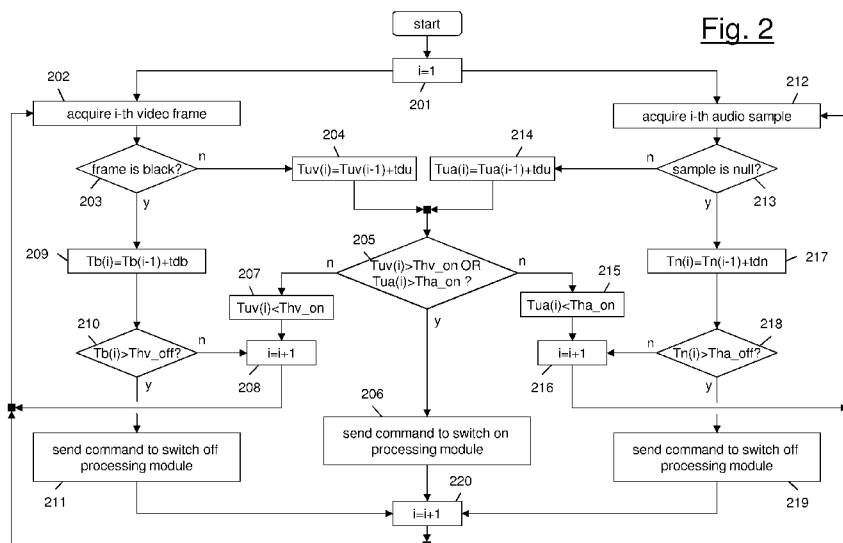 start
Fig. 2
i=1
201
202
acquire i-th video frame
212
acquire i-th audio sample
frame is black?
n
203
y
204
Tuv(i)=Tuv(i-1)+tdu
214
Tua(i)=Tua(i-1)+tdu
n
sample is null?
213
y
209
Tb(i)=Tb(i-1)+tdb
205
Tuv(i)>Thv_on OR
Tua(i)>Tha_on ?
n
n
y
Tn(i)=Tn(i-1)+tdn
217
207
Tuv(i)<Thv_on
215
Tua(i)<Tha_on
210
Tb(i)>Thv_off?
n
y
i=i+1
208
i=i+1
216
218
n
Tn(i)>Tha_off?
y
206
send command to switch on
processing module
send command to switch off
processing module
211
send command to switch off
processing module
219
220
i=i+1